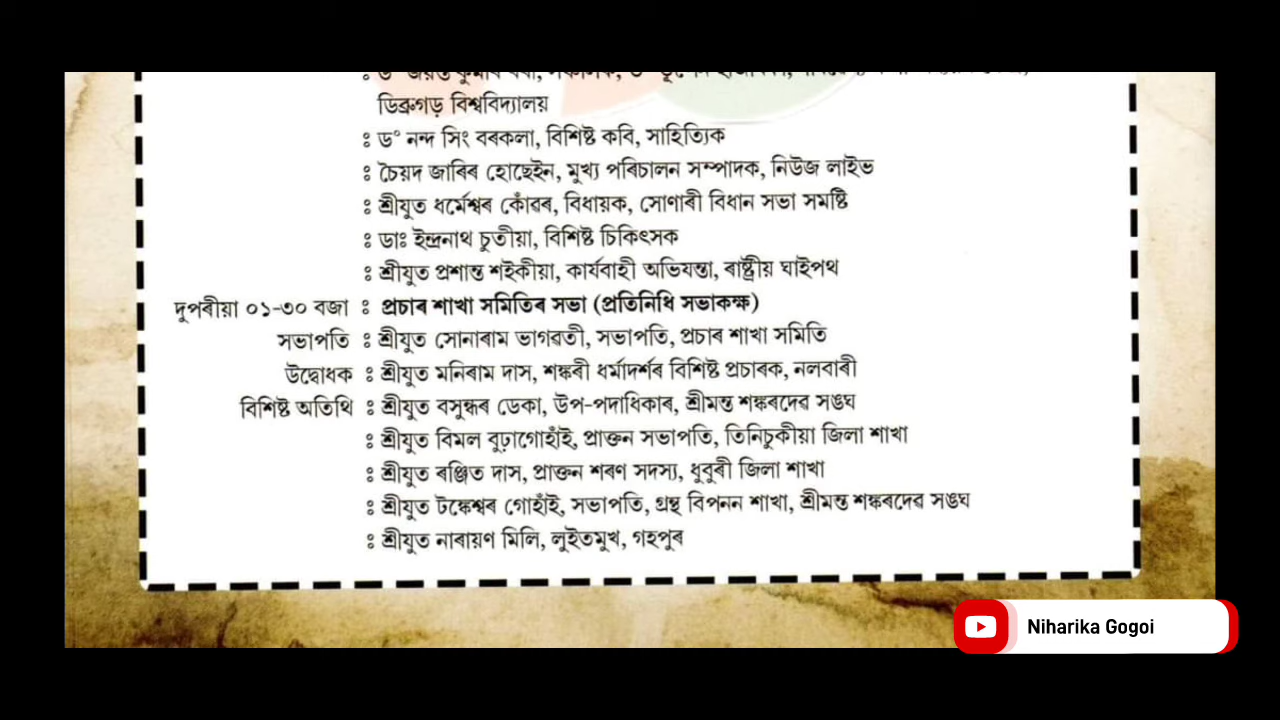 ডিব্ৰুগড় বিশ্ববিদ্যালয়
: ড° নন্দ সিং বৰকলা, বিশিষ্ট কবি, সাহিত্যিক
: চৈয়দ জাৰিৰ হোছেইন, মুখ্য পৰিচালন সম্পাদক, নিউজ লাইভ
: শ্ৰীযুত ধৰ্মেশ্বৰ কোঁৱৰ, বিধায়ক, সোণাৰী বিধান সভা সমষ্টি
: ডাঃ ইন্দ্ৰনাথ চুতীয়া, বিশিষ্ট চিকিৎসক
: শ্ৰীযুত প্ৰশান্ত শইকীয়া, কাৰ্যবাহী অভিযন্তা, ৰাষ্ট্ৰীয় ঘাইপথ
দুপৰীয়া ০১-৩০ বজা : প্ৰচাৰ শাখা সমিতিৰ সভা (প্ৰতিনিধি সভাকক্ষ)
সভাপতি : শ্ৰীযুত সোনাৰাম ভাগৱতী, সভাপতি, প্ৰচাৰ শাখা সমিতি
উদ্বোধক : শ্ৰীযুত মনিৰাম দাস, শঙ্কৰী ধৰ্মাদৰ্শৰ বিশিষ্ট প্ৰচাৰক, নলবাৰী
বিশিষ্ট অতিথি : শ্ৰীযুত বসুন্ধৰ ডেকা, উপ-পদাধিকাৰ, শ্ৰীমন্ত শঙ্কৰদেৱ সঙঘ
: শ্ৰীযুত বিমল বুঢ়াগোহাঁই, প্ৰাক্তন সভাপতি, তিনিচুকীয়া জিলা শাখা
: শ্ৰীযুত ৰঞ্জিত দাস, প্ৰাক্তন শৰণ সদস্য, ধুবুৰী জিলা শাখা
: শ্ৰীযুত টঙ্কেশ্বৰ গোহাঁই, সভাপতি, গ্ৰন্থ বিপনন শাখা, শ্ৰীমন্ত শঙ্কৰদেৱ সঙঘ
: শ্ৰীযুত নাৰায়ণ মিলি, লুইতমুখ, গহপুৰ
Niharika Gogoi